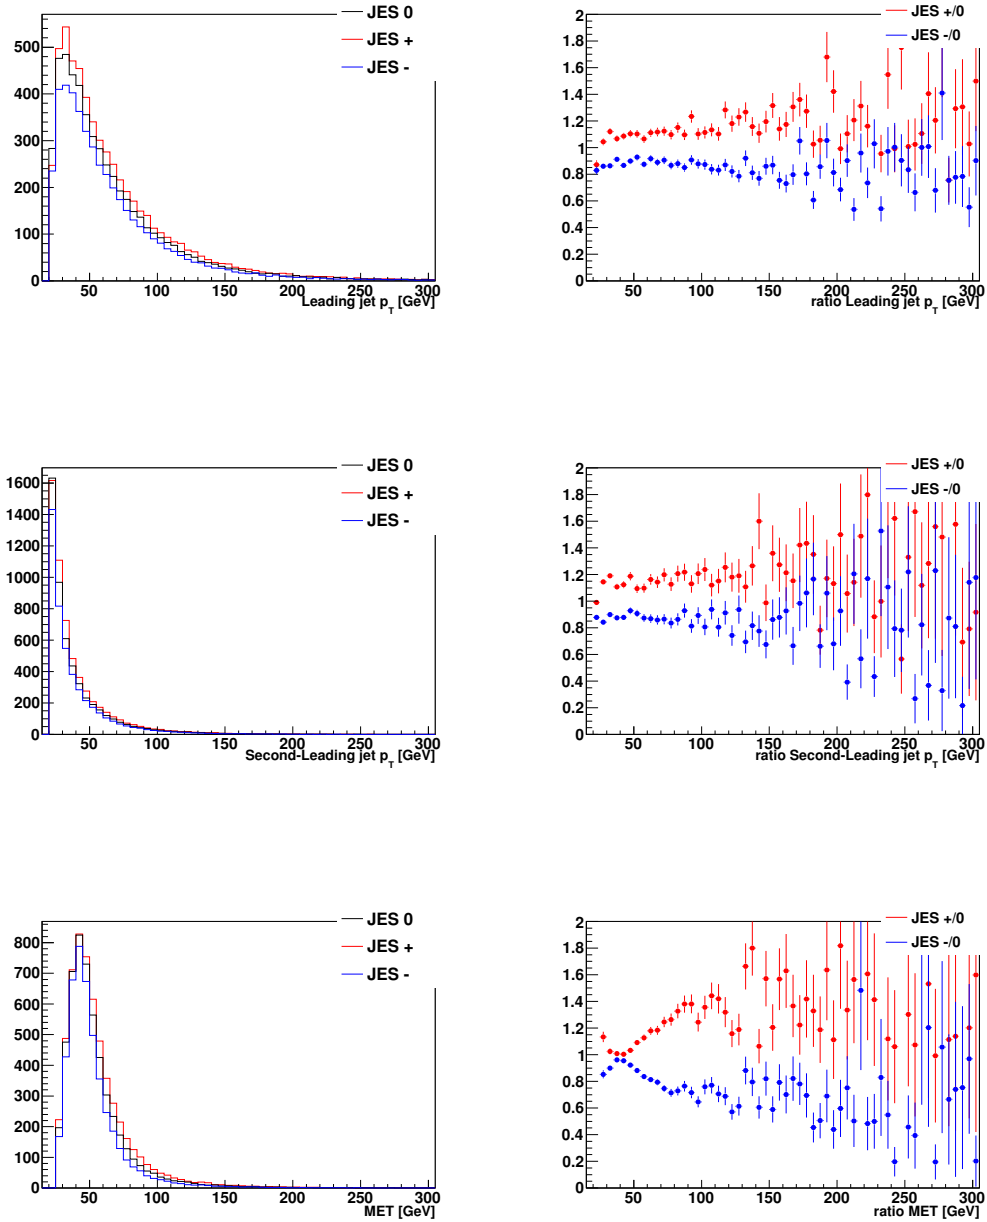 JES 0
JES +
JES -
500
400
300
200
100
0
50 100 150 200 250 300
Leading jet p_T [GeV]
JES +/0
JES -/0
2
1.8
1.6
1.4
1.2
1
0.8
0.6
0.4
0.2
0
50 100 150 200 250 300
ratio Leading jet p_T [GeV]
JES 0
JES +
JES -
1600
1400
1200
1000
800
600
400
200
0
50 100 150 200 250 300
Second-Leading jet p_T [GeV]
JES +/0
JES -/0
2
1.8
1.6
1.4
1.2
1
0.8
0.6
0.4
0.2
0
50 100 150 200 250 300
ratio Second-Leading jet p_T [GeV]
JES 0
JES +
JES -
800
700
600
500
400
300
200
100
0
50 100 150 200 250 300
MET [GeV]
JES +/0
JES -/0
2
1.8
1.6
1.4
1.2
1
0.8
0.6
0.4
0.2
0
50 100 150 200 250 300
ratio MET [GeV]